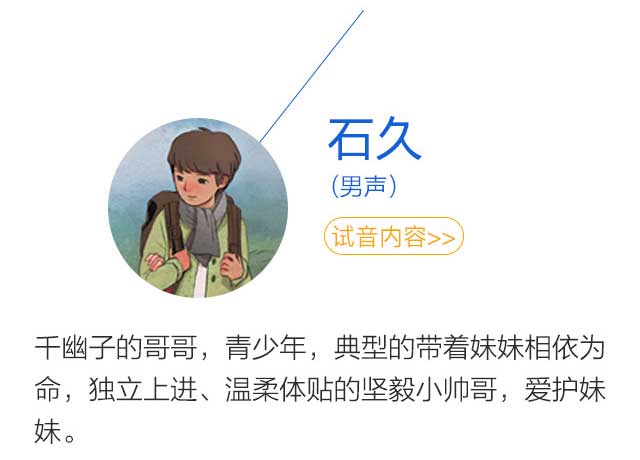 石久
（男声）
试音内容>>
千幽子的哥哥，青少年，典型的带着妹妹相依为
命，独立上进、温柔体贴的坚毅小帅哥，爱护妹
妹。